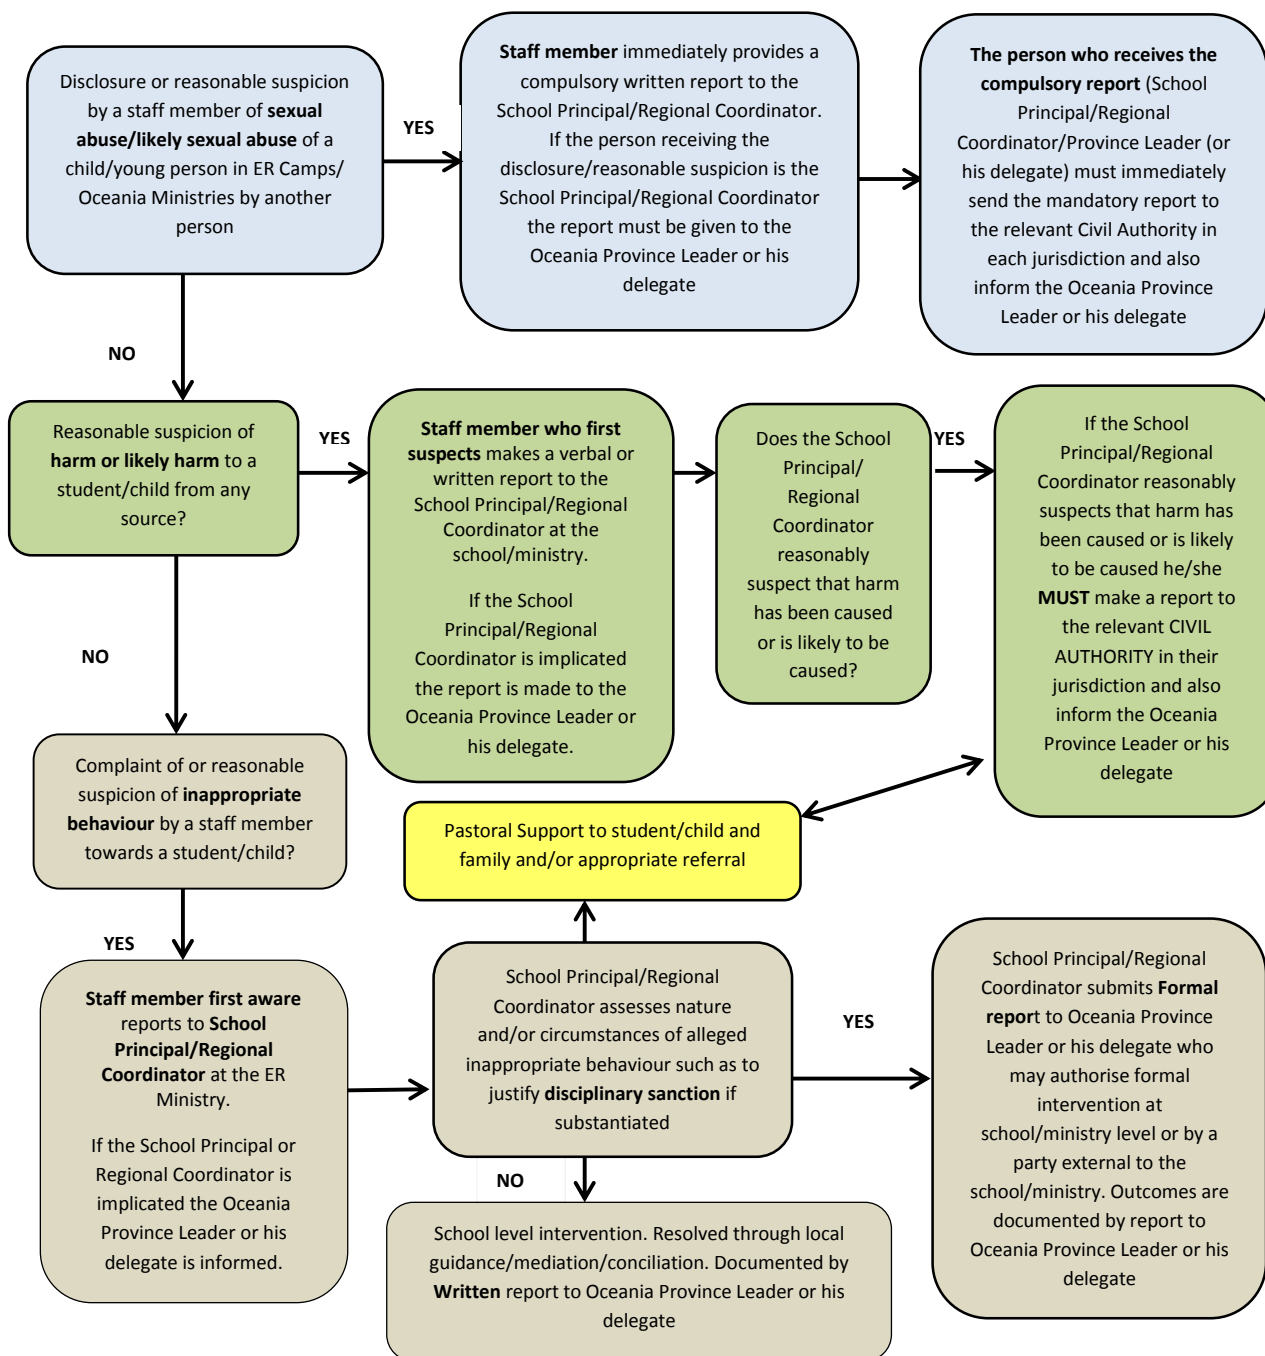 Disclosure or reasonable suspicion
by a staff member of sexual
abuse/likely sexual abuse of a
child/young person in ER Camps/
Oceania Ministries by another
person
YES
Staff member immediately provides a
compulsory written report to the
School Principal/Regional Coordinator.
If the person receiving the
disclosure/reasonable suspicion is the
School Principal/Regional Coordinator
the report must be given to the
Oceania Province Leader or his
delegate
The person who receives the
compulsory report (School
Principal/Regional
Coordinator/Province Leader (or
his delegate) must immediately
send the mandatory report to
the relevant Civil Authority in
each jurisdiction and also
inform the Oceania Province
Leader or his delegate
NO
Reasonable suspicion of
harm or likely harm to a
student/child from any
source?
YES
Staff member who first
suspects makes a verbal or
written report to the
School Principal/Regional
Coordinator at the
school/ministry.
If the School
Principal/Regional
Coordinator is implicated
the report is made to the
Oceania Province Leader or
his delegate.
Does the School
Principal/
Regional
Coordinator
reasonably
suspect that harm
has been caused
or is likely to be
caused?
YES
If the School
Principal/Regional
Coordinator reasonably
suspects that harm has
been caused or is likely
to be caused he/she
MUST make a report to
the relevant CIVIL
AUTHORITY in their
jurisdiction and also
inform the Oceania
Province Leader or his
delegate
NO
Complaint of or reasonable
suspicion of inappropriate
behaviour by a staff member
towards a student/child?
Pastoral Support to student/child and
family and/or appropriate referral
YES
Staff member first aware
reports to School
Principal/Regional
Coordinator at the ER
Ministry.
If the School Principal or
Regional Coordinator is
implicated the Oceania
Province Leader or his
delegate is informed.
School Principal/Regional
Coordinator assesses nature
and/or circumstances of alleged
inappropriate behaviour such as to
justify disciplinary sanction if
substantiated
YES
School Principal/Regional
Coordinator submits Formal
report to Oceania Province
Leader or his delegate who
may authorise formal
intervention at
school/ministry level or by a
party external to the
school/ministry. Outcomes are
documented by report to
Oceania Province Leader or his
delegate
NO
School level intervention. Resolved through local
guidance/mediation/conciliation. Documented by
Written report to Oceania Province Leader or his
delegate